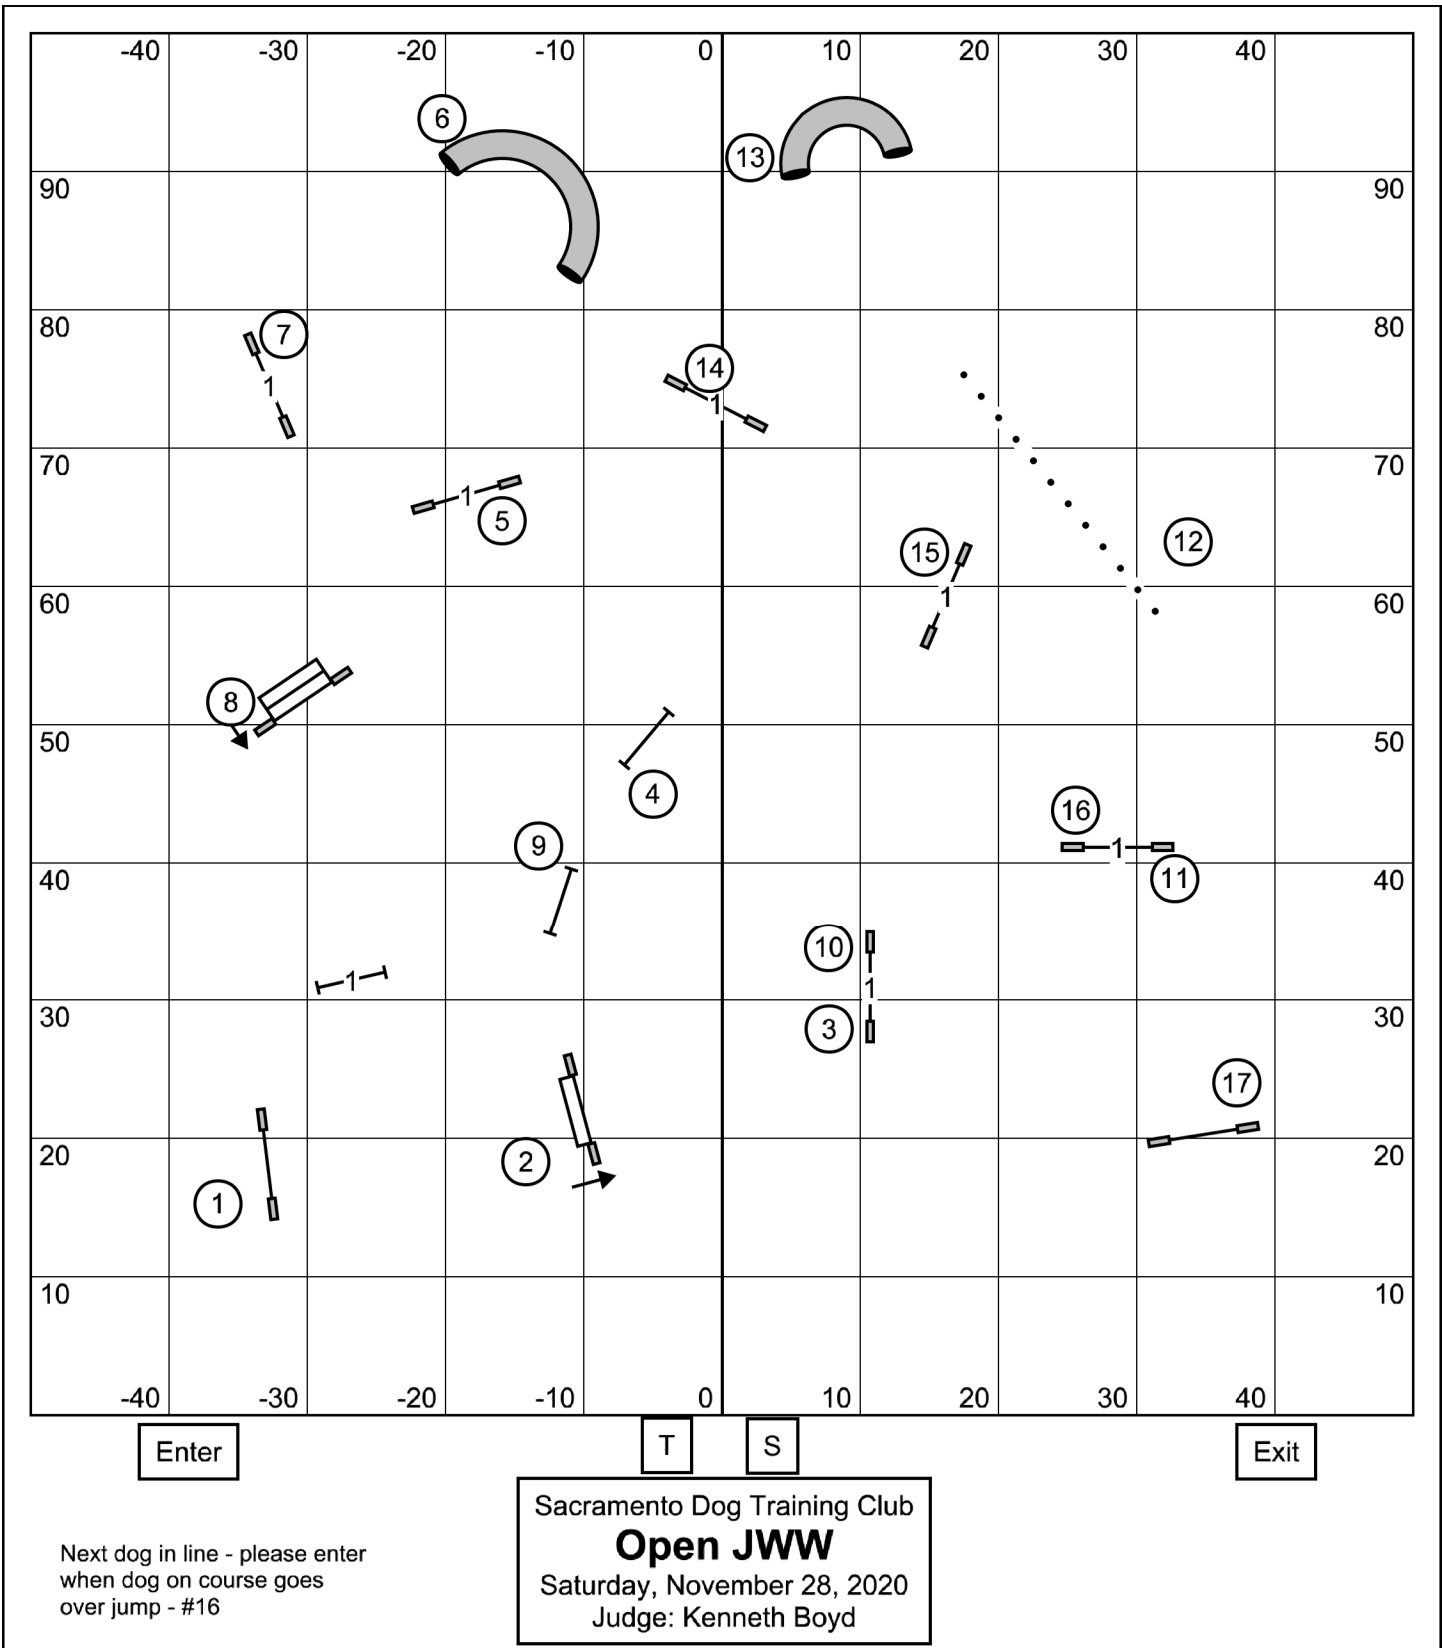 -40 -30 -20 -10 0 10 20 30 40
6
13
90 90
80 7 80
14
70 70
5
15 12
60 60
8
50 50
4
16
9
40 11 40
10
1
30 3 30
17
20 2 20
1
10 10
-40 -30 -20 -10 0 10 20 30 40
1
1
1
1
1
1
Enter T S Exit
Sacramento Dog Training Club
Open JWW
Saturday, November 28, 2020
Judge: Kenneth Boyd
Next dog in line - please enter
when dog on course goes
over jump - #16